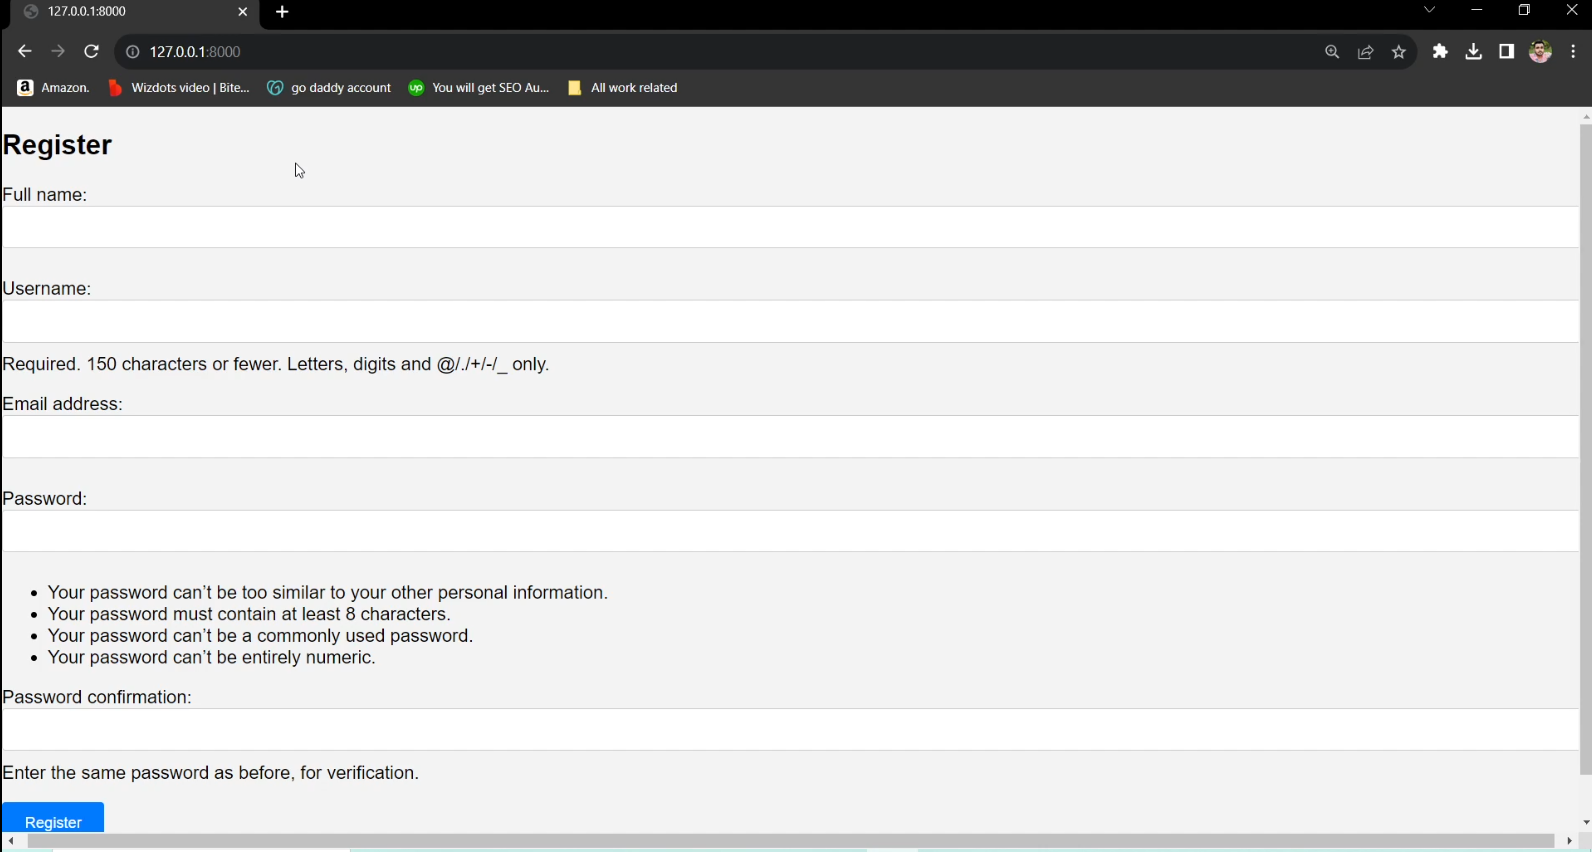 127.0.0.1:8000
127.0.0.1:8000
Amazon. Wizdots video | Bite... go daddy account up You will get SEO Au... All work related
Register
Full name:
Username:
Required. 150 characters or fewer. Letters, digits and @/./+/-/_ only.
Email address:
Password:
• Your password can't be too similar to your other personal information.
• Your password must contain at least 8 characters.
• Your password can't be a commonly used password.
• Your password can't be entirely numeric.
Password confirmation:
Enter the same password as before, for verification.
Register